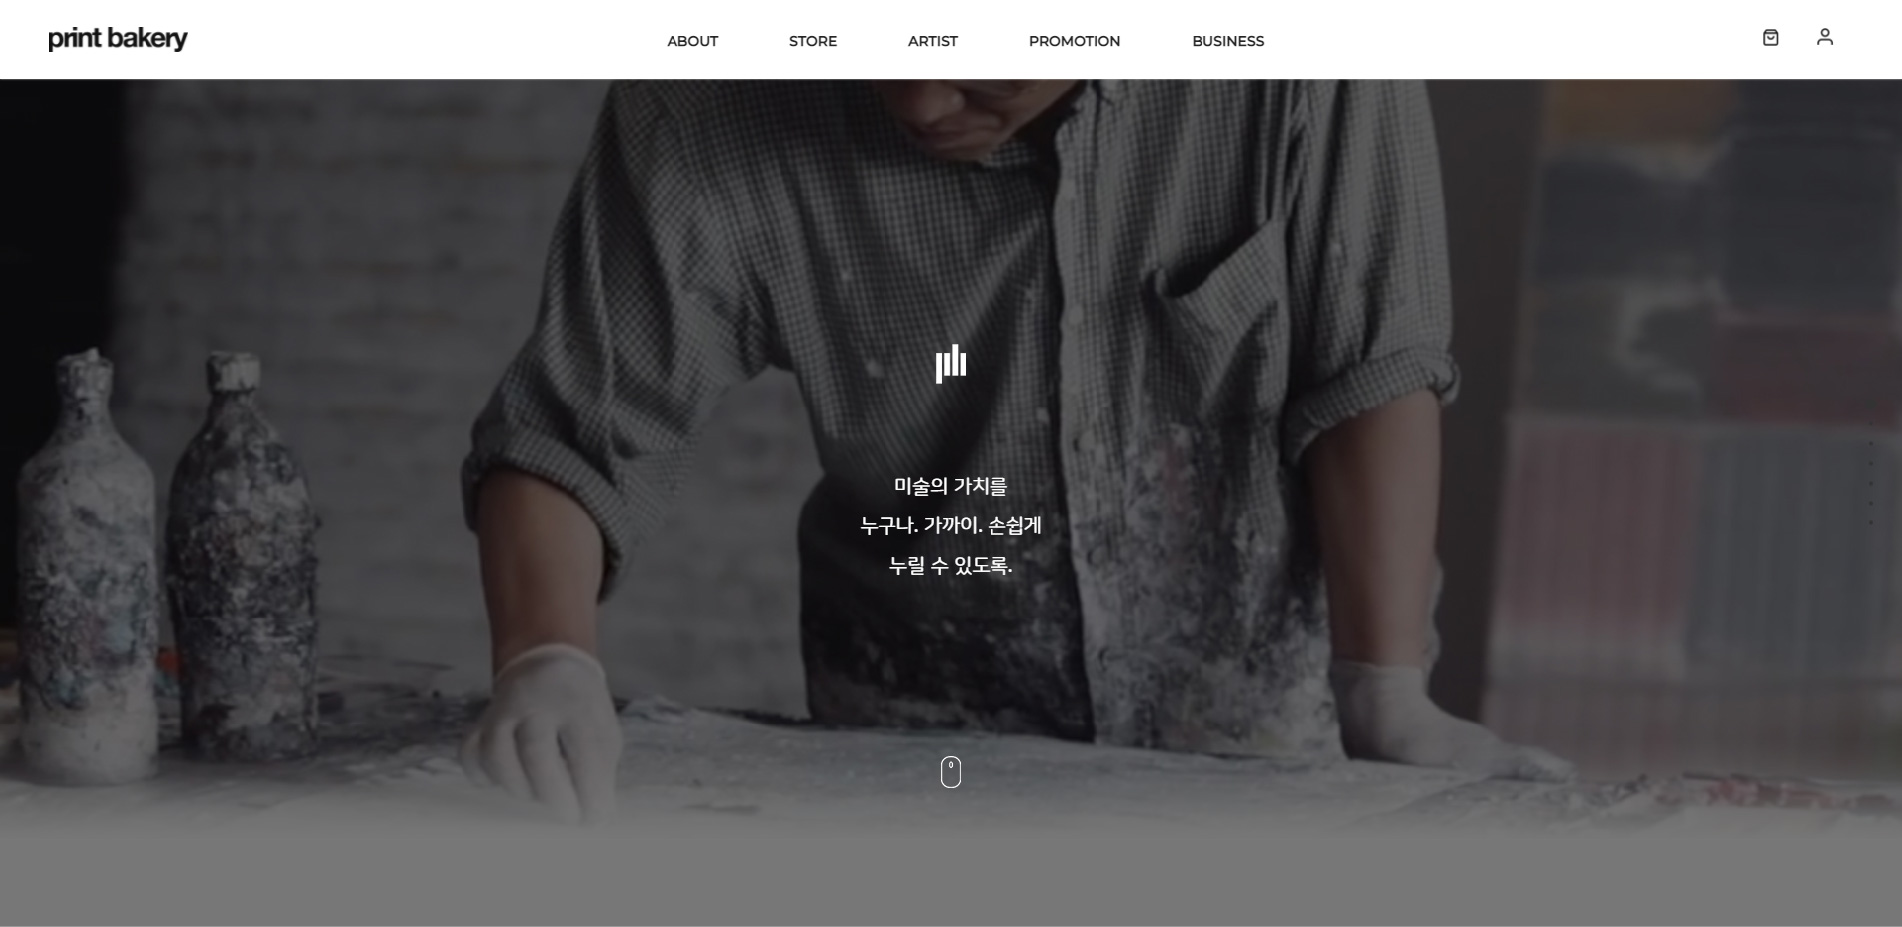 print bakery
ABOUT
STORE
ARTIST
PROMOTION
BUSINESS
미술의 가치를
누구나. 가까이. 손쉽게
누릴 수 있도록.